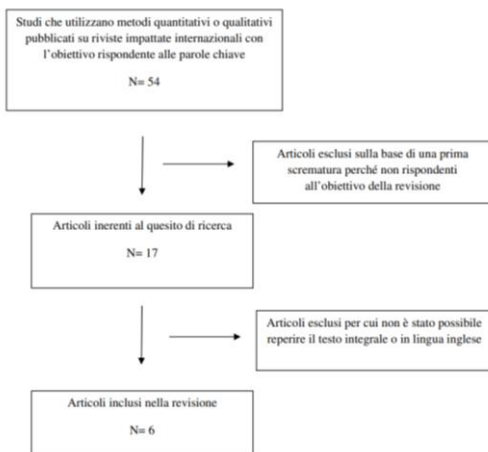 Studi che utilizzano metodi quantitativi o qualitativi
pubblicati su riviste impattate internazionali con
l'obiettivo rispondente alle parole chiave
N= 54
Articoli esclusi sulla base di una prima
scrematura perché non rispondenti
all'obiettivo della revisione
Articoli inerenti al quesito di ricerca
N= 17
Articoli esclusi per cui non è stato possibile
reperire il testo integrale o in lingua inglese
Articoli inclusi nella revisione
N= 6